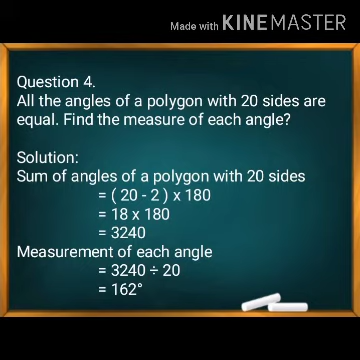 Made with KINEMASTER
Question 4.
All the angles of a polygon with 20 sides are
equal. Find the measure of each angle?
Solution:
Sum of angles of a polygon with 20 sides
= ( 20 - 2 ) x 180
= 18 x 180
= 3240
Measurement of each angle
= 3240 ÷ 20
= 162°